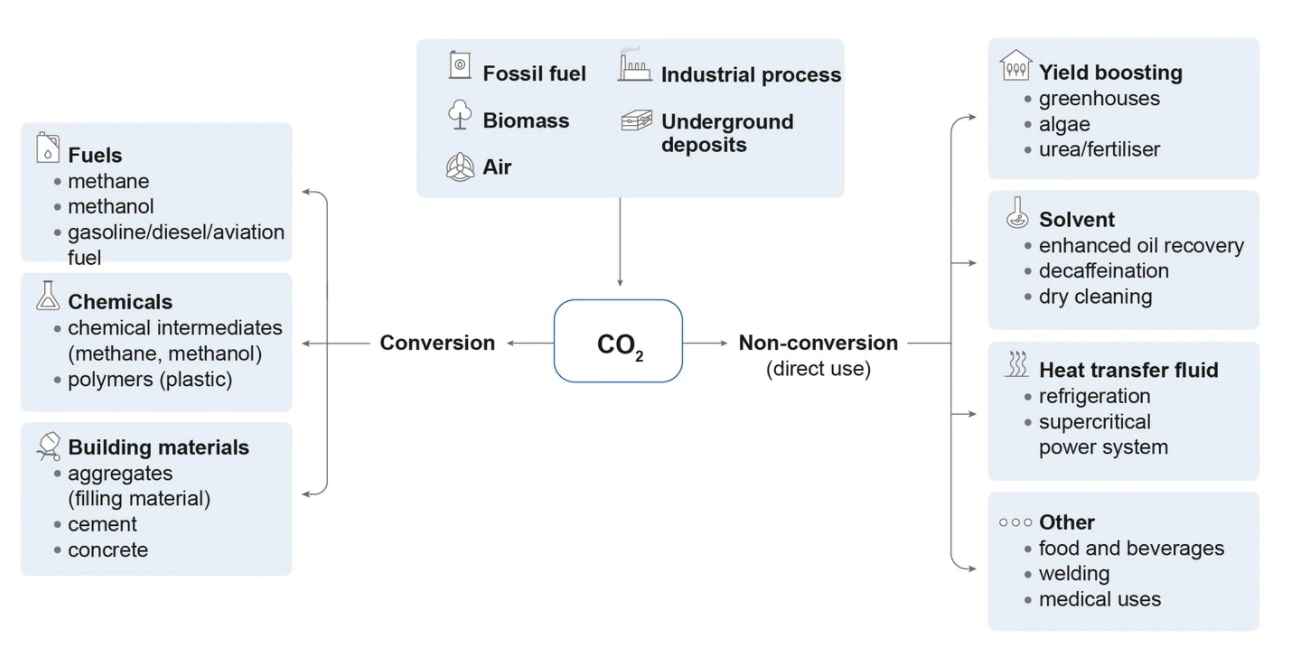 Fossil fuel
Industrial process
Biomass
Underground
deposits
Air
Fuels
• methane
• methanol
• gasoline/diesel/aviation
fuel
Chemicals
• chemical intermediates
(methane, methanol)
• polymers (plastic)
Building materials
• aggregates
(filling material)
• cement
• concrete
Conversion
CO₂
Non-conversion
(direct use)
Yield boosting
• greenhouses
• algae
• urea/fertiliser
Solvent
• enhanced oil recovery
• decaffeination
• dry cleaning
Heat transfer fluid
• refrigeration
• supercritical
power system
Other
• food and beverages
• welding
• medical uses